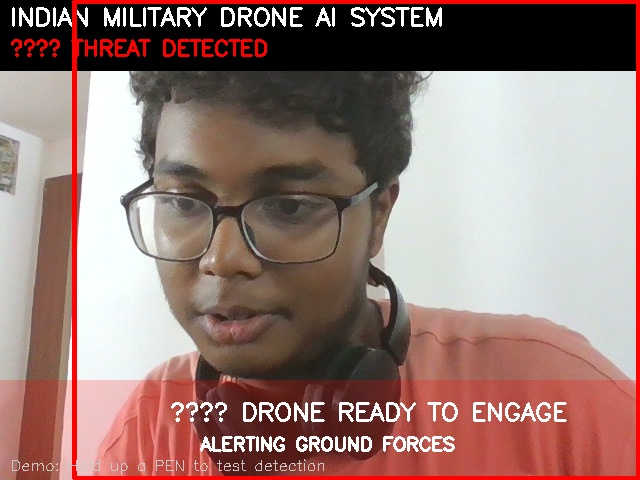 INDIAN MILITARY DRONE AI SYSTEM
???? THREAT DETECTED
???? DRONE READY TO ENGAGE
ALERTING GROUND FORCES
Demo: Hold up a PEN to test detection